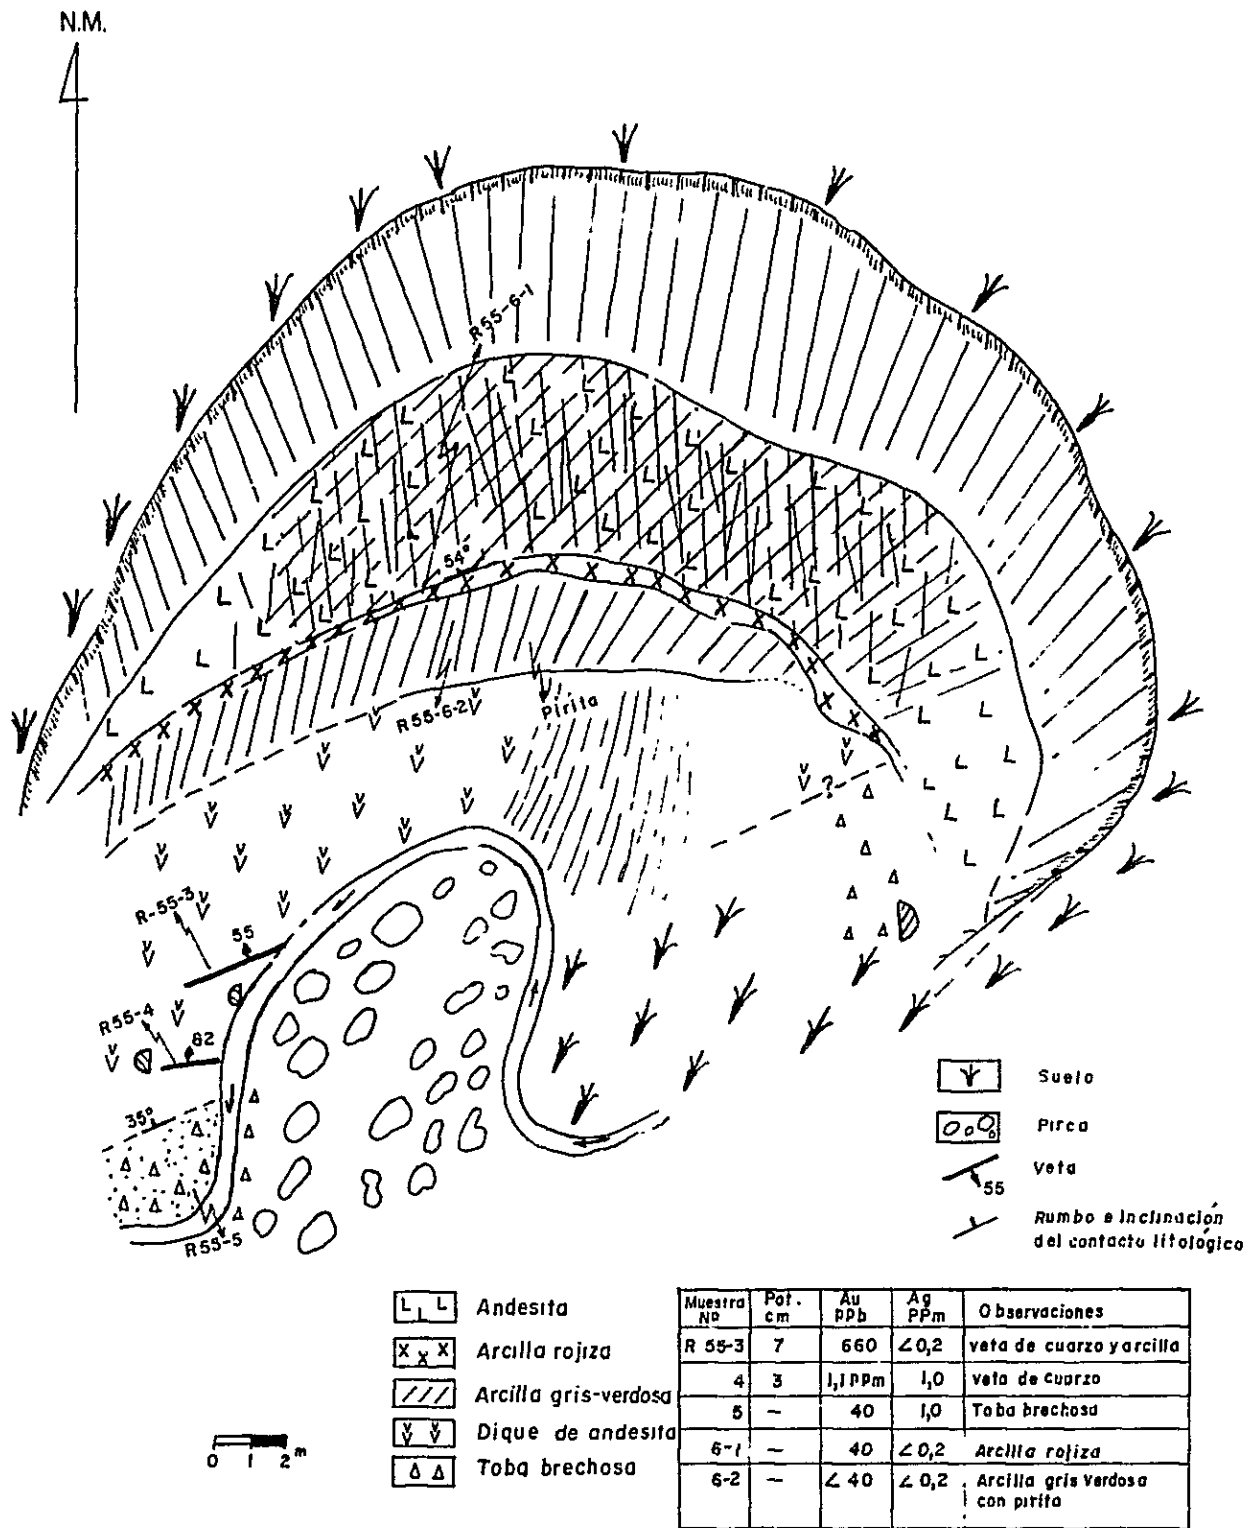 N.M.
R55-6-1
54°
R55-6-2
Pirita
?
R-55-3
55
R55-4
82
35°
R55-5
Suelo
Pirca
Veta
55
Rumbo e Inclinación
del contacto litológico
Andesita
Arcilla rojiza
Arcilla gris-verdosa
Dique de andesita
Toba brechosa
0 1 2 m
Muestra Nº Pot. cm Au PPb Ag PPm Observaciones
R 55-3 7 660 ∠0,2 veta de cuarzo y arcilla
4 3 1,1 PPm 1,0 veta de cuarzo
5 — 40 1,0 Toba brechosa
6-1 — 40 ∠0,2 Arcilla rojiza
6-2 — ∠40 ∠0,2 Arcilla gris verdosa
con pirita